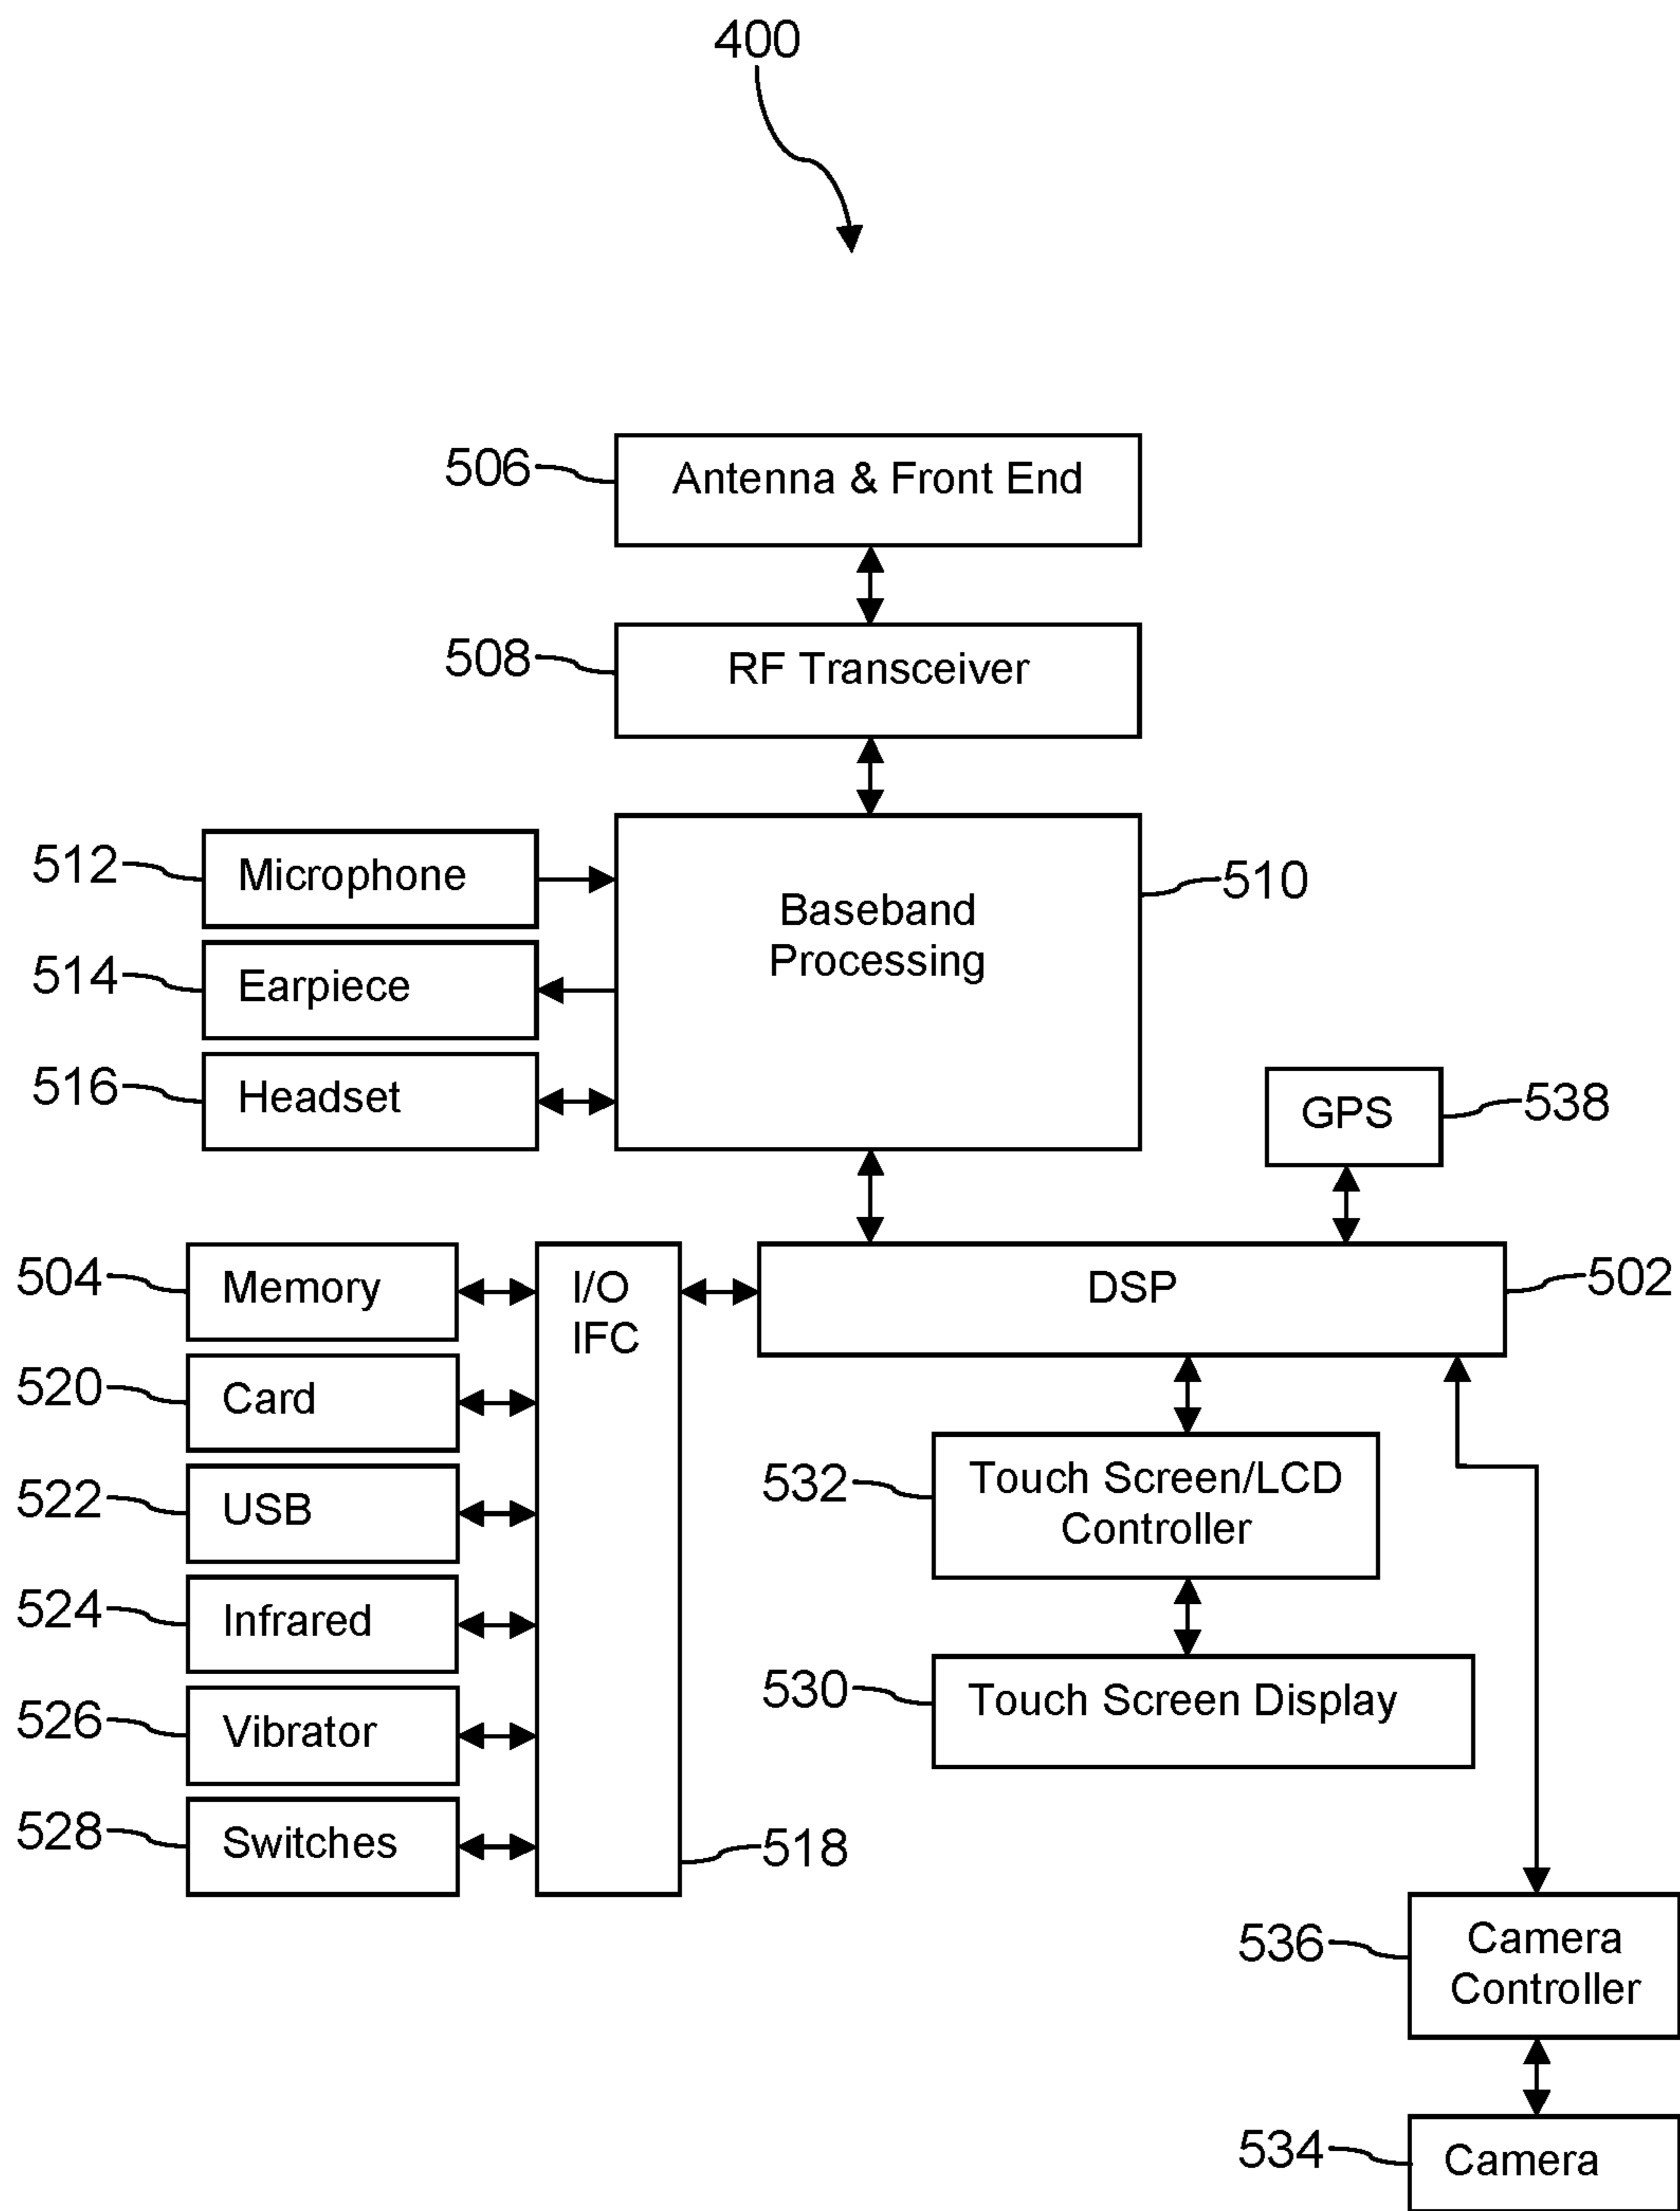 400
506
Antenna & Front End
508
RF Transceiver
512
Microphone
Baseband
Processing
510
514
Earpiece
516
Headset
GPS
538
504
Memory
I/O
IFC
DSP
502
520
Card
522
USB
532
Touch Screen/LCD
Controller
524
Infrared
530
Touch Screen Display
526
Vibrator
528
Switches
518
536
Camera
Controller
534
Camera